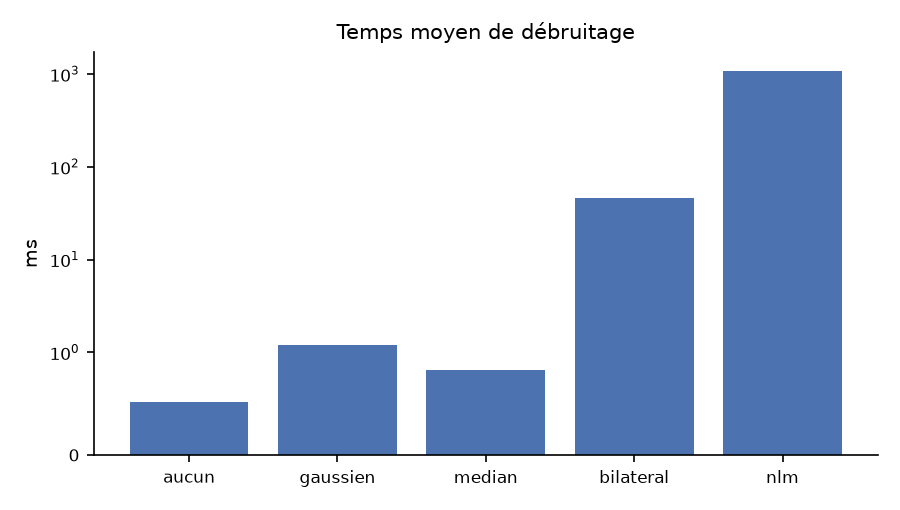 Temps moyen de débruitage
ms
10³
10²
10¹
10⁰
0
aucun gaussien median bilateral nlm